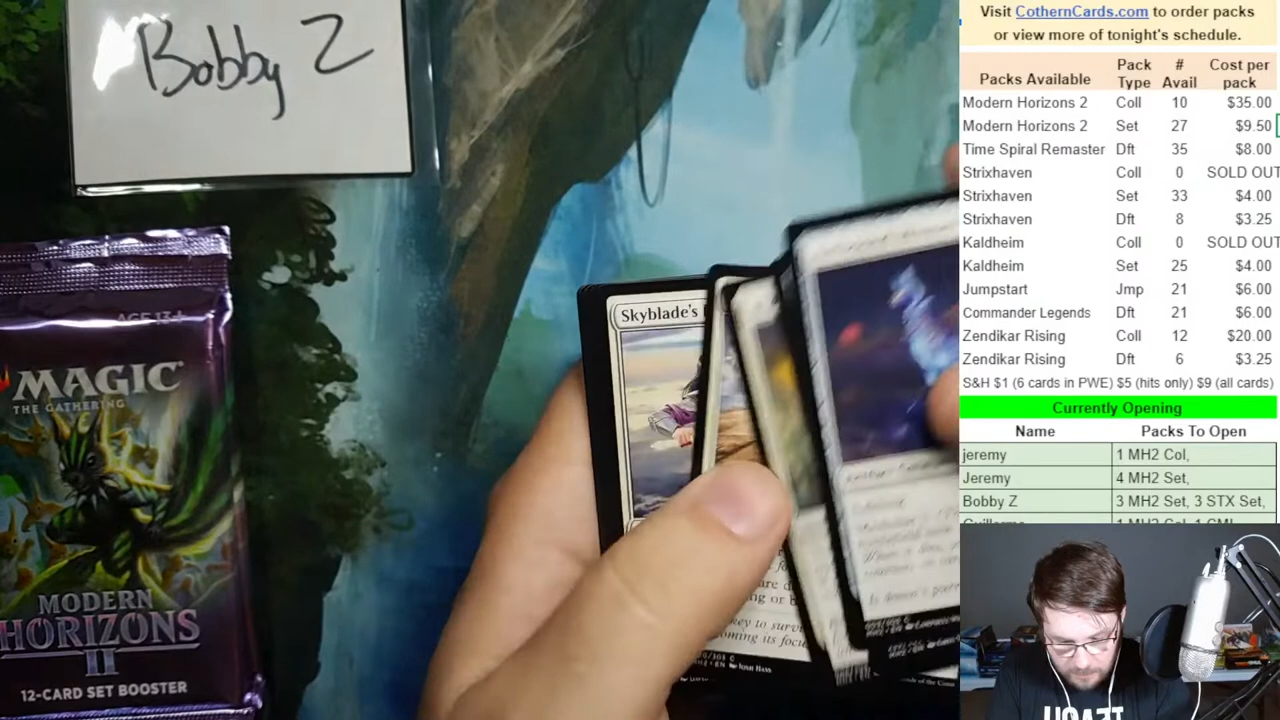 Bobby Z
AGE 13+
MAGIC
THE GATHERING
MODERN
HORIZONS
II
12-CARD SET BOOSTER
Skyblade's
Visit CothernCards.com to order packs
or view more of tonight's schedule.
Packs Available Pack Type # Avail Cost per pack
Modern Horizons 2 Coll 10 $35.00
Modern Horizons 2 Set 27 $9.50
Time Spiral Remaster Dft 35 $8.00
Strixhaven Coll 0 SOLD OUT
Strixhaven Set 33 $4.00
Strixhaven Dft 8 $3.25
Kaldheim Coll 0 SOLD OUT
Kaldheim Set 25 $4.00
Jumpstart Jmp 21 $6.00
Commander Legends Dft 21 $6.00
Zendikar Rising Coll 12 $20.00
Zendikar Rising Dft 6 $3.25
S&H $1 (6 cards in PWE) $5 (hits only) $9 (all cards)
Currently Opening
Name Packs To Open
jeremy 1 MH2 Col,
Jeremy 4 MH2 Set,
Bobby Z 3 MH2 Set, 3 STX Set,